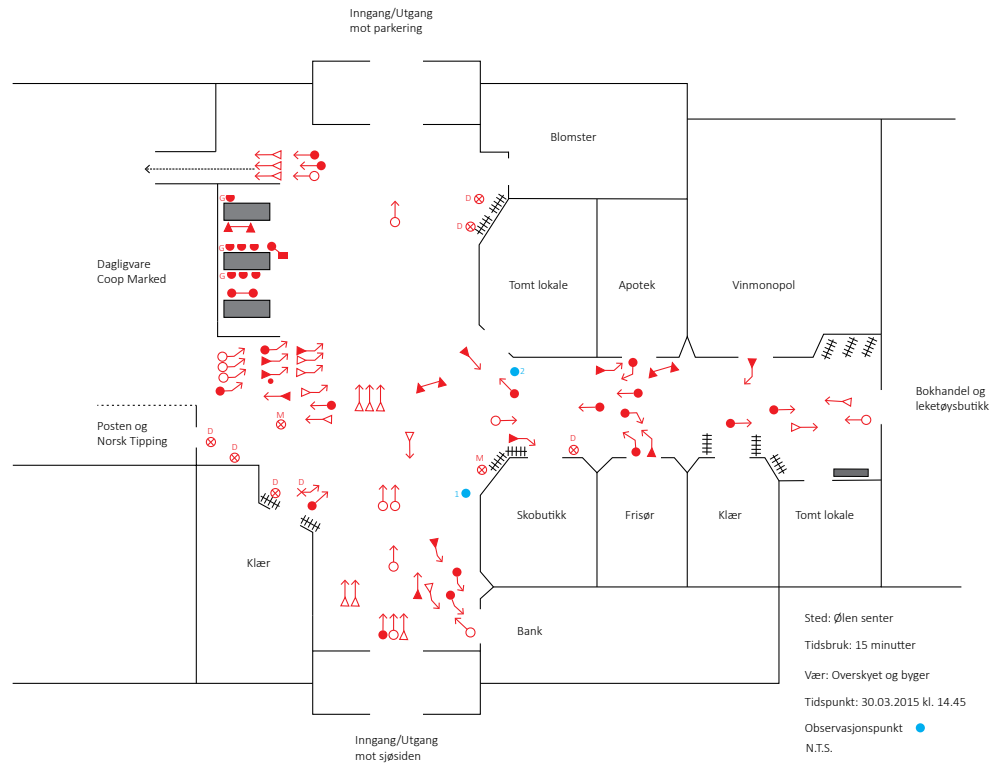 Inngang/Utgang
mot parkering
Blomster
D
D
G
G
G
Dagligvare
Coop Marked
Tomt lokale
Apotek
Vinmonopol
2
Bokhandel og
leketøysbutikk
Posten og
Norsk Tipping
M
D
D
D
M
D
D
1
Skobutikk
Frisør
Klær
Tomt lokale
Klær
Bank
Sted: Ølen senter
Tidsbruk: 15 minutter
Vær: Overskyet og byger
Tidspunkt: 30.03.2015 kl. 14.45
Observasjonspunkt
N.T.S.
Inngang/Utgang
mot sjøsiden